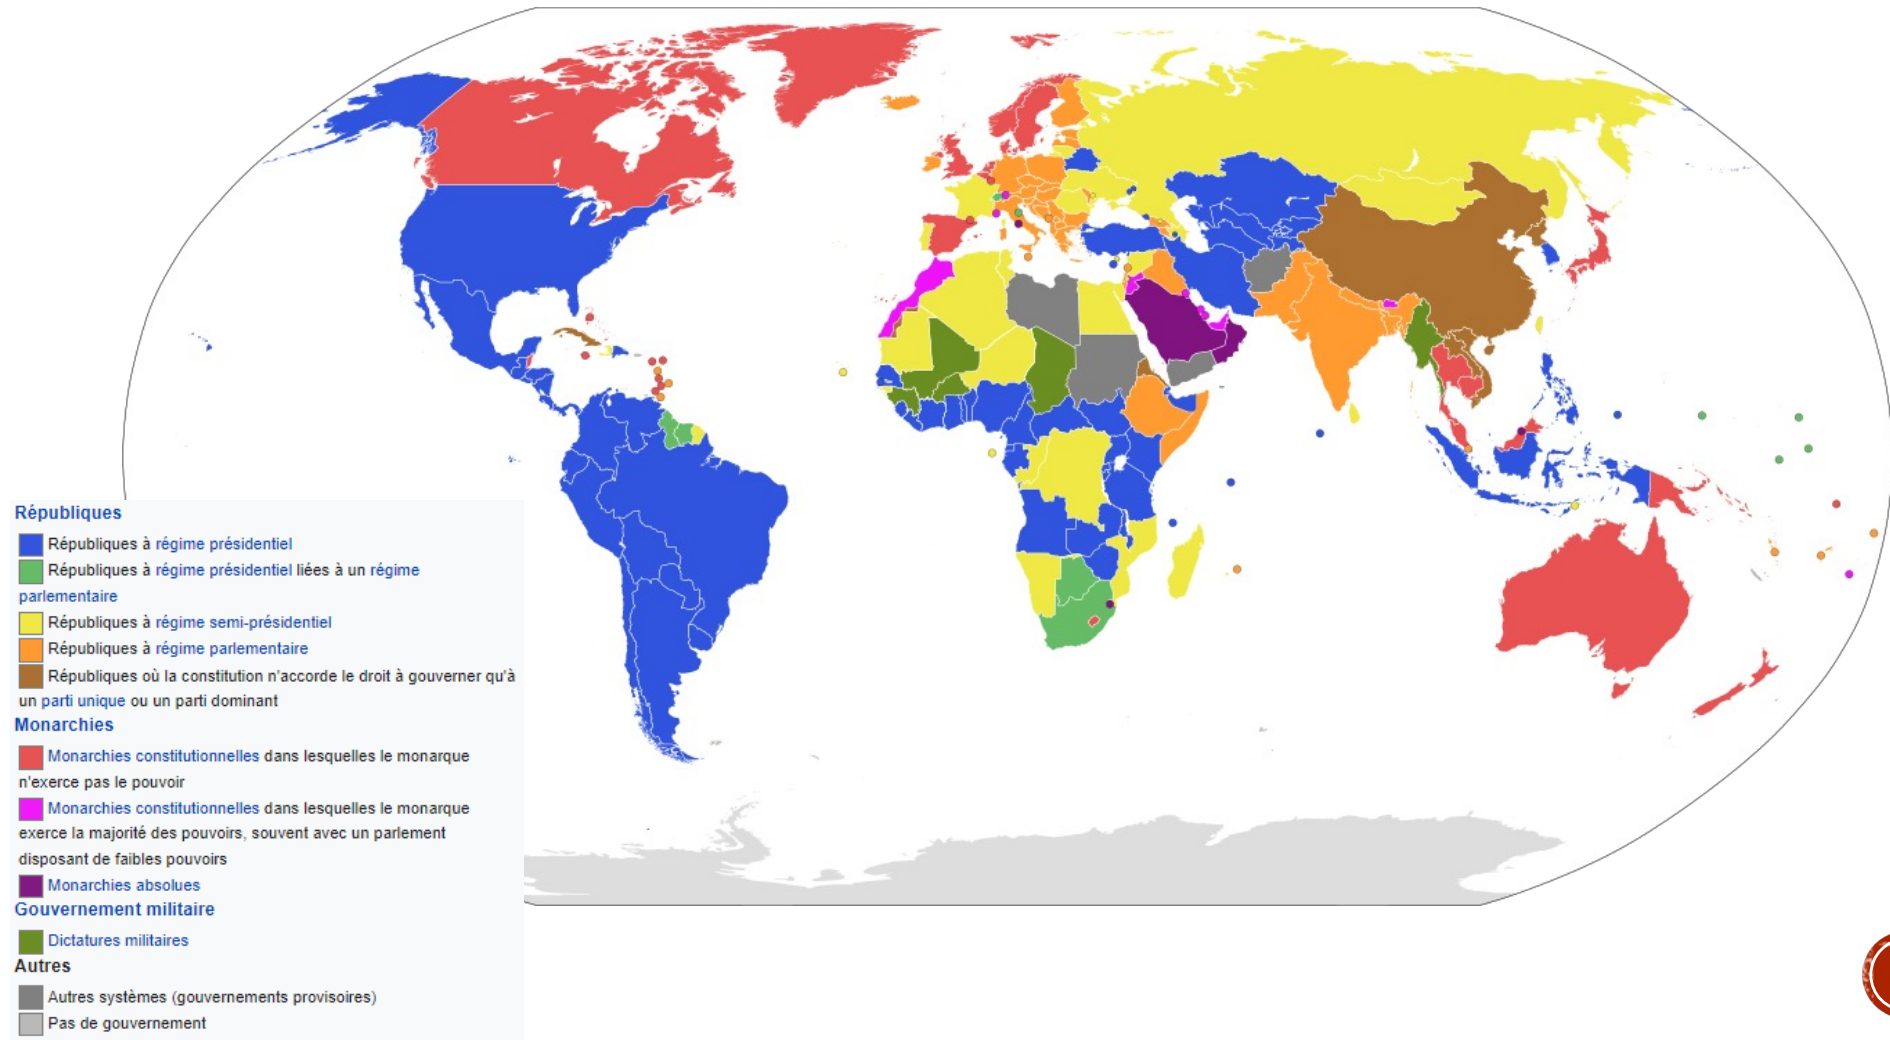 Républiques
Républiques à régime présidentiel
Républiques à régime présidentiel liées à un régime
parlementaire
Républiques à régime semi-présidentiel
Républiques à régime parlementaire
Républiques où la constitution n'accorde le droit à gouverner qu'à
un parti unique ou un parti dominant
Monarchies
Monarchies constitutionnelles dans lesquelles le monarque
n'exerce pas le pouvoir
Monarchies constitutionnelles dans lesquelles le monarque
exerce la majorité des pouvoirs, souvent avec un parlement
disposant de faibles pouvoirs
Monarchies absolues
Gouvernement militaire
Dictatures militaires
Autres
Autres systèmes (gouvernements provisoires)
Pas de gouvernement